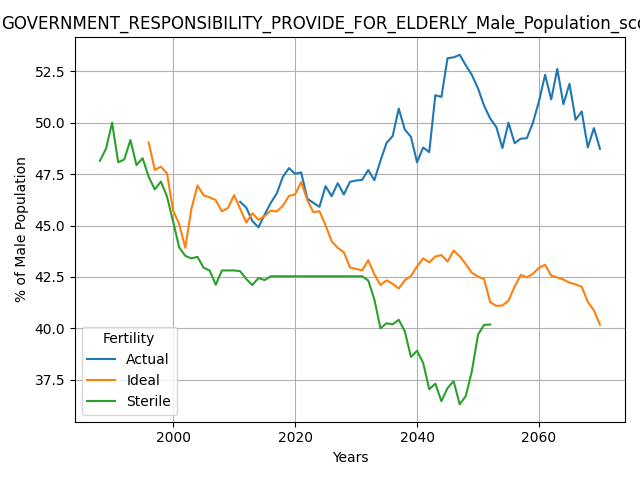 GOVERNMENT_RESPONSIBILITY_PROVIDE_FOR_ELDERLY_Male_Population_sco
52.5
50.0
47.5
45.0
42.5
40.0
37.5
% of Male Population
Fertility
Actual
Ideal
Sterile
2000
2020
2040
2060
Years